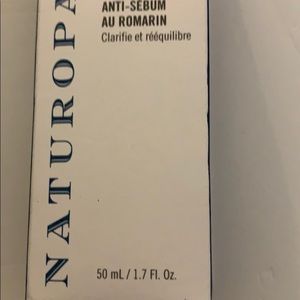 ANTI-SÉBUM
AU ROMARIN
Clarifie et rééquilibre
NATUROPA
50 mL / 1.7 Fl. Oz.